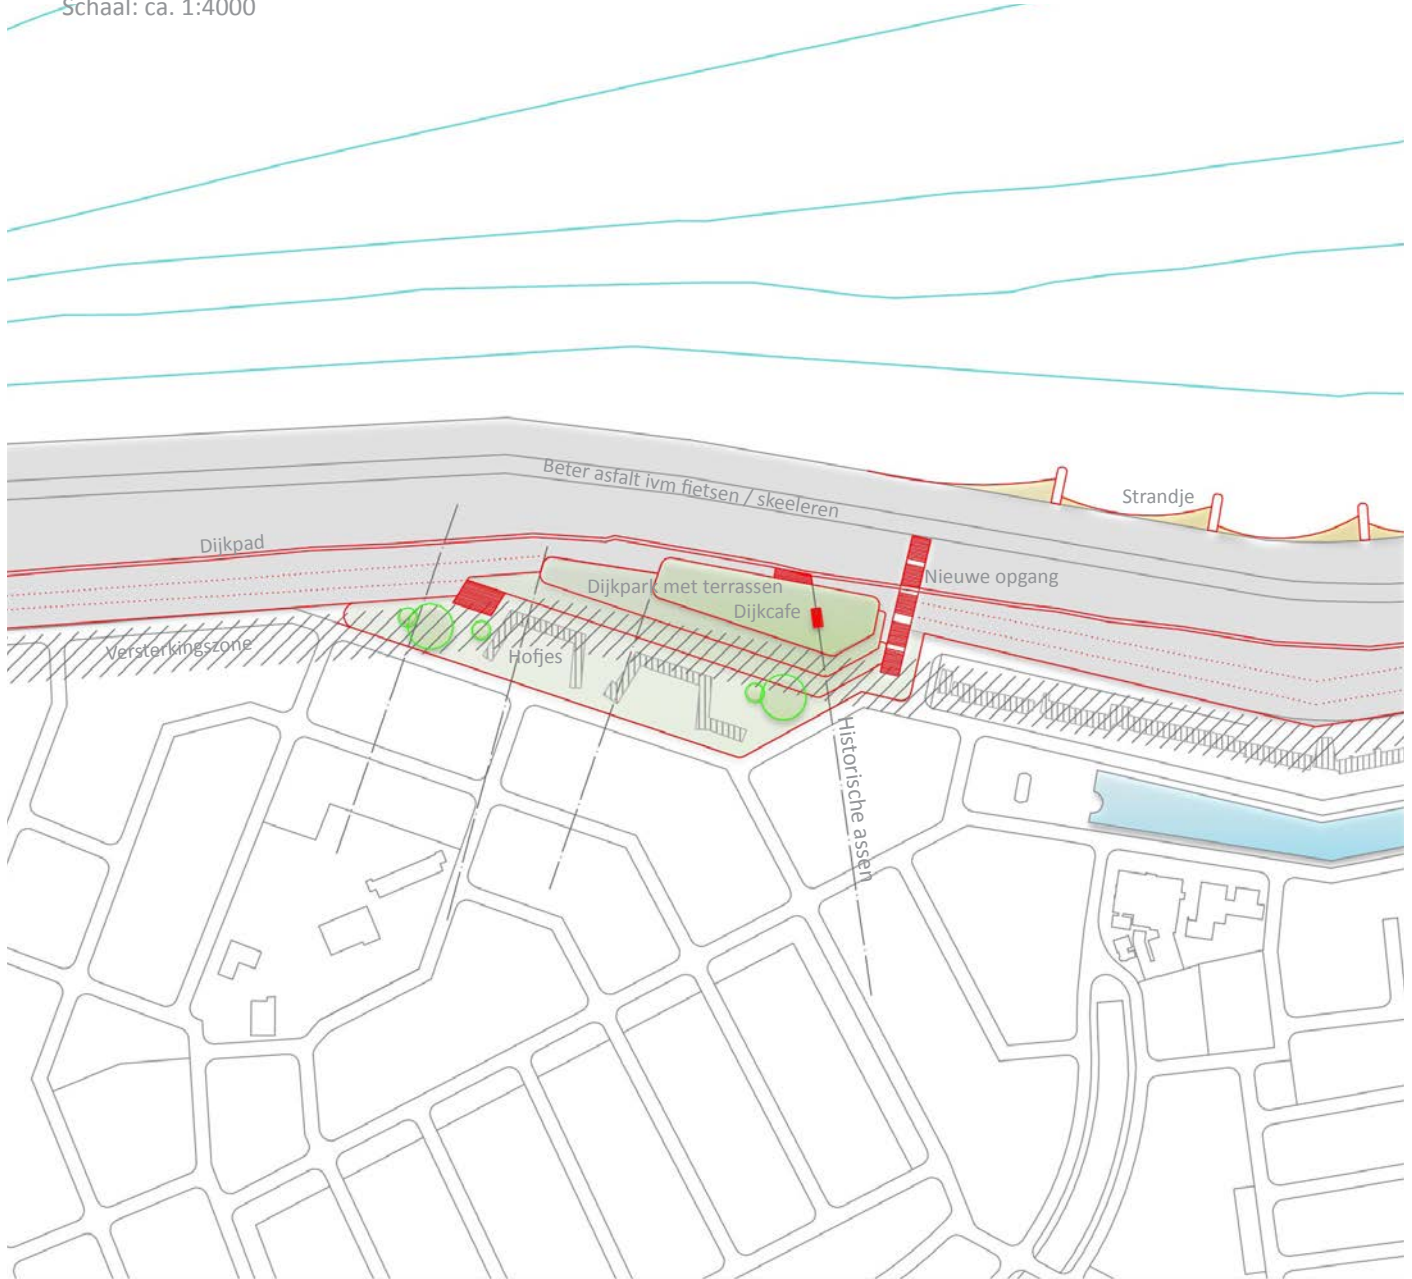 Schaal: ca. 1:4000
Beter asfalt ivm fietsen / skeeleren
Strandje
Dijkpad
Nieuwe opgang
Dijkpark met terrassen
Dijkcafe
Versterkingszone
Hofjes
Historische assen